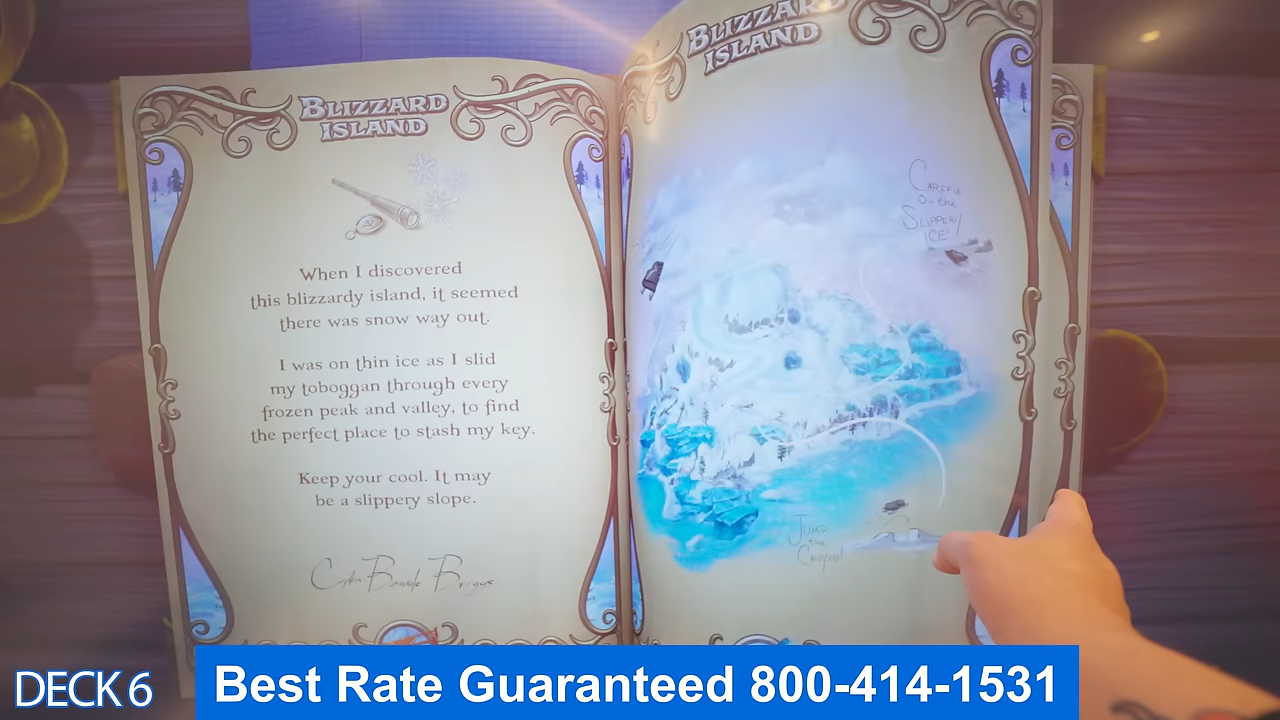 BLIZZARD
ISLAND
When I discovered
this blizzardy island, it seemed
there was snow way out.
I was on thin ice as I slid
my toboggan through every
frozen peak and valley, to find
the perfect place to stash my key.
Keep your cool. It may
be a slippery slope.
Briggs
BLIZZARD
ISLAND
CAREFUL
On the
SLIPPERY
ICE!
JUMP
the
Canyon!
DECK 6
Best Rate Guaranteed 800-414-1531